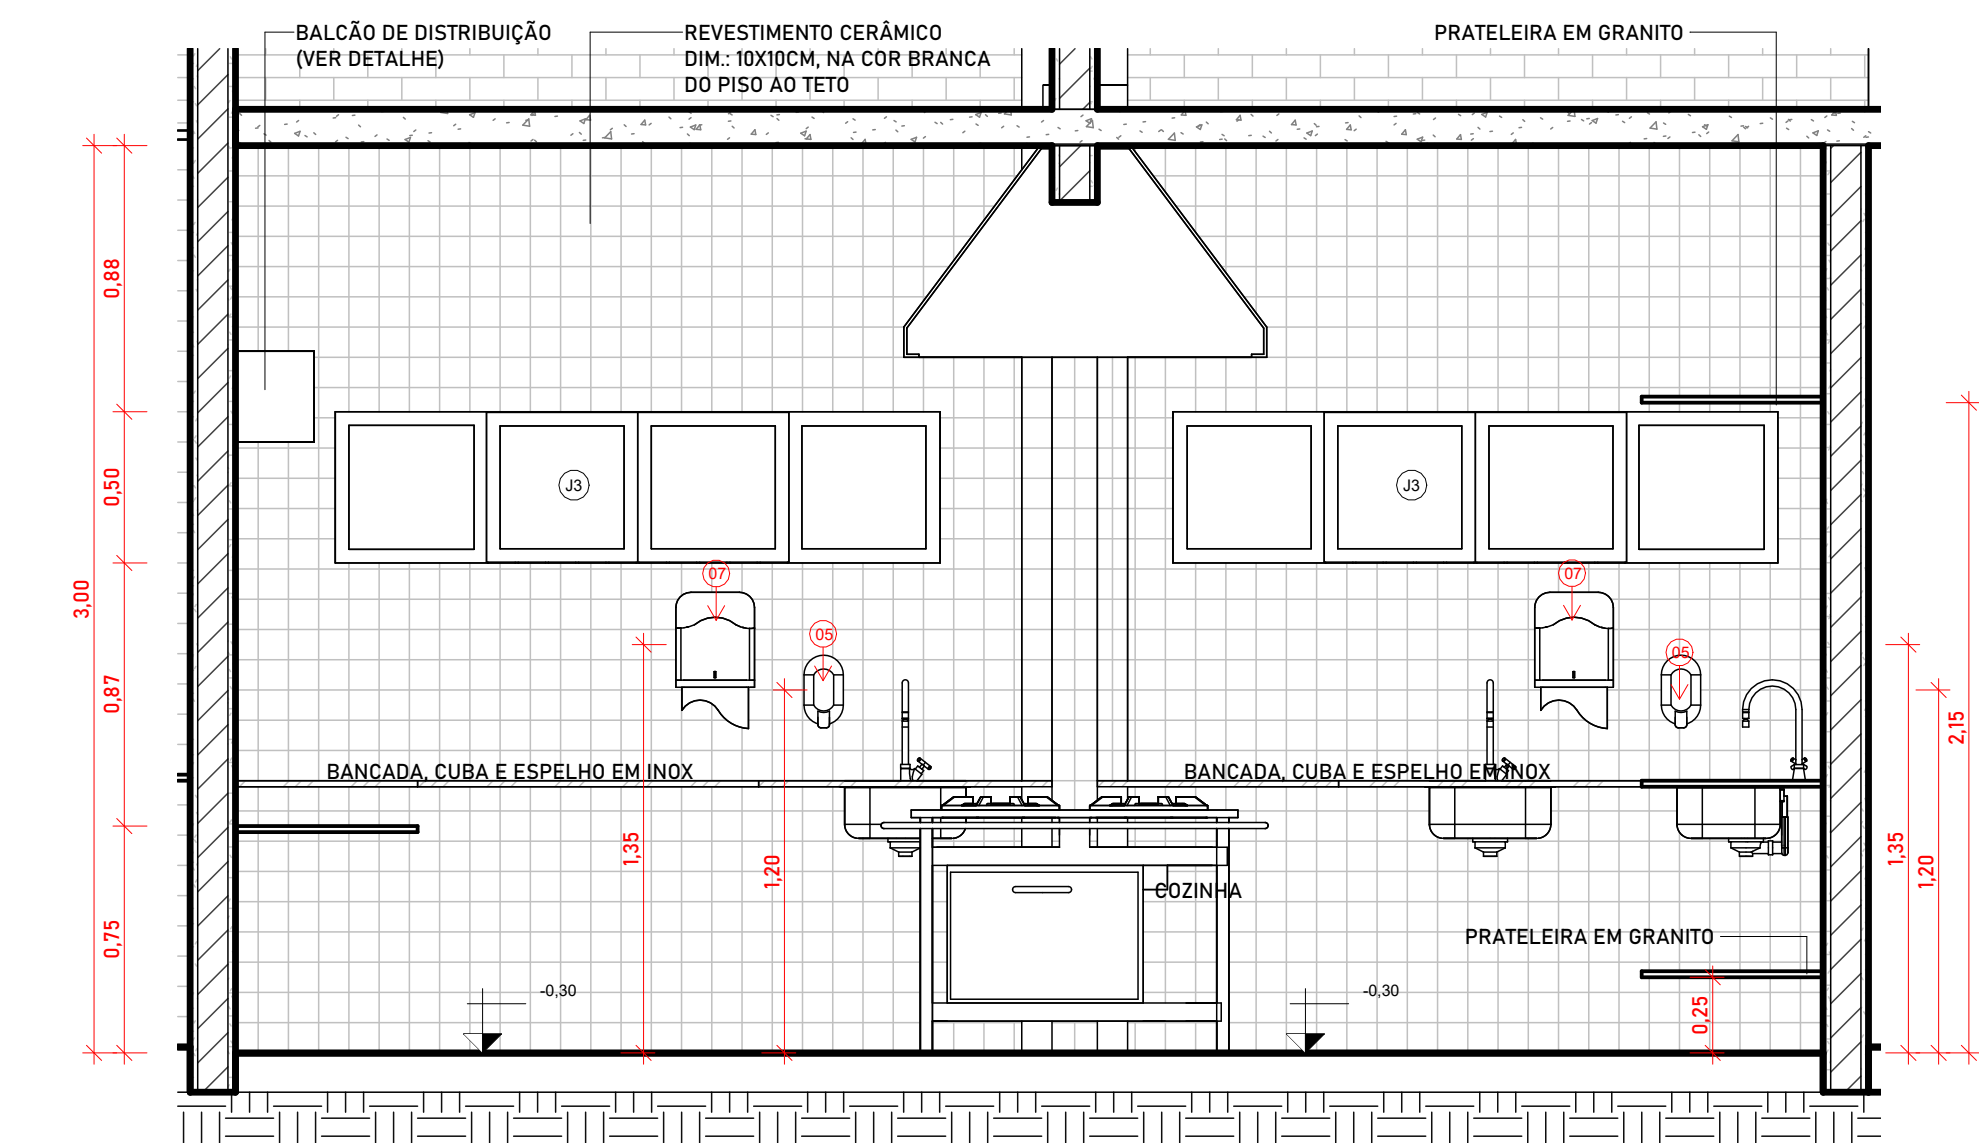 BALCÃO DE DISTRIBUIÇÃO
(VER DETALHE)
REVESTIMENTO CERÂMICO
DIM.: 10X10CM, NA COR BRANCA
DO PISO AO TETO
PRATELEIRA EM GRANITO
0,88
0,50
3,00
0,87
0,75
J3
J3
07
05
07
05
BANCADA, CUBA E ESPELHO EM INOX
BANCADA, CUBA E ESPELHO EM INOX
1,35
1,20
COZINHA
PRATELEIRA EM GRANITO
-0,30
-0,30
0,25
1,35
1,20
2,15